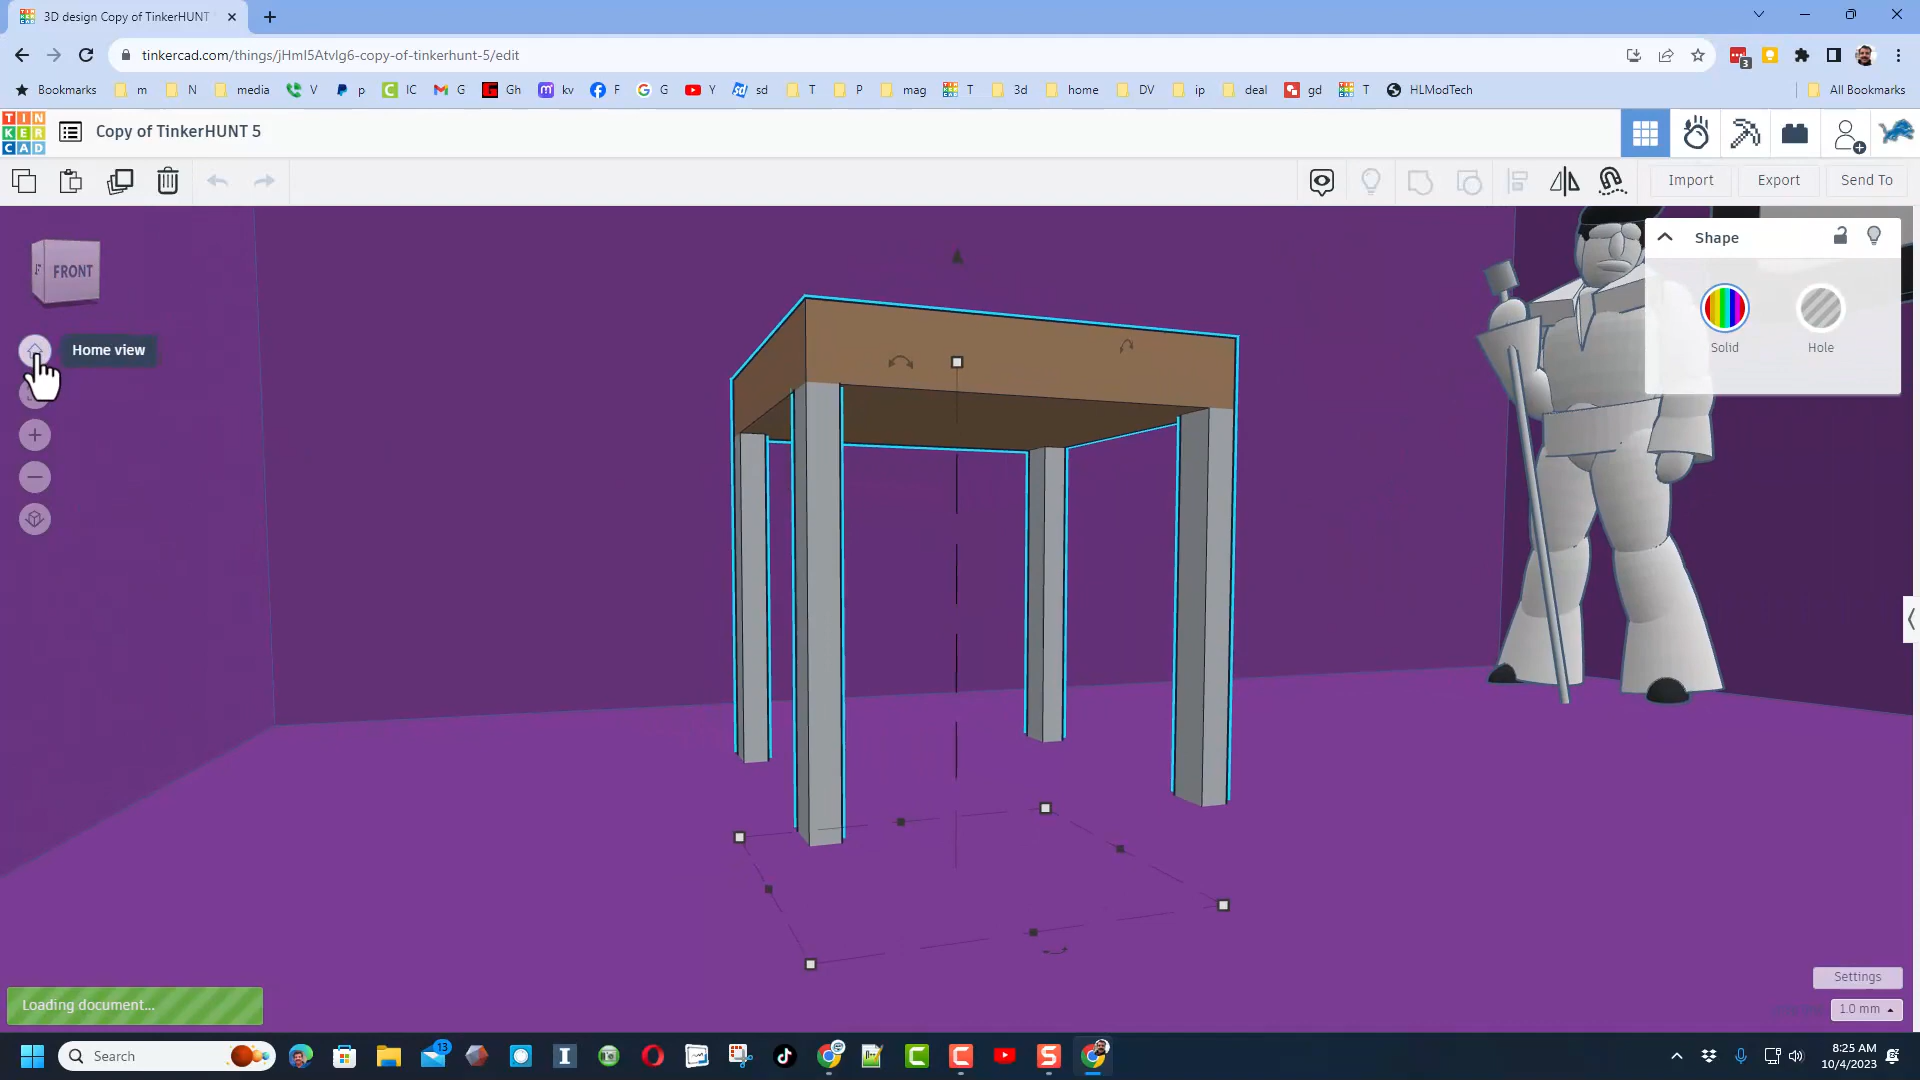 3D design Copy of TinkerHUNT
tinkercad.com/things/jHmI5AtvIg6-copy-of-tinkerhunt-5/edit
3
Bookmarks m N media V p IC G Gh kv F G Y sd T P mag T 3d home DV ip deal gd T HLModTech All Bookmarks
TIN
KER
CAD
Copy of TinkerHUNT 5
Import
Export
Send To
FRONT
Shape
Solid
Hole
Home view
Settings
1.0 mm
Loading document...
Search
13
8:25 AM
10/4/2023